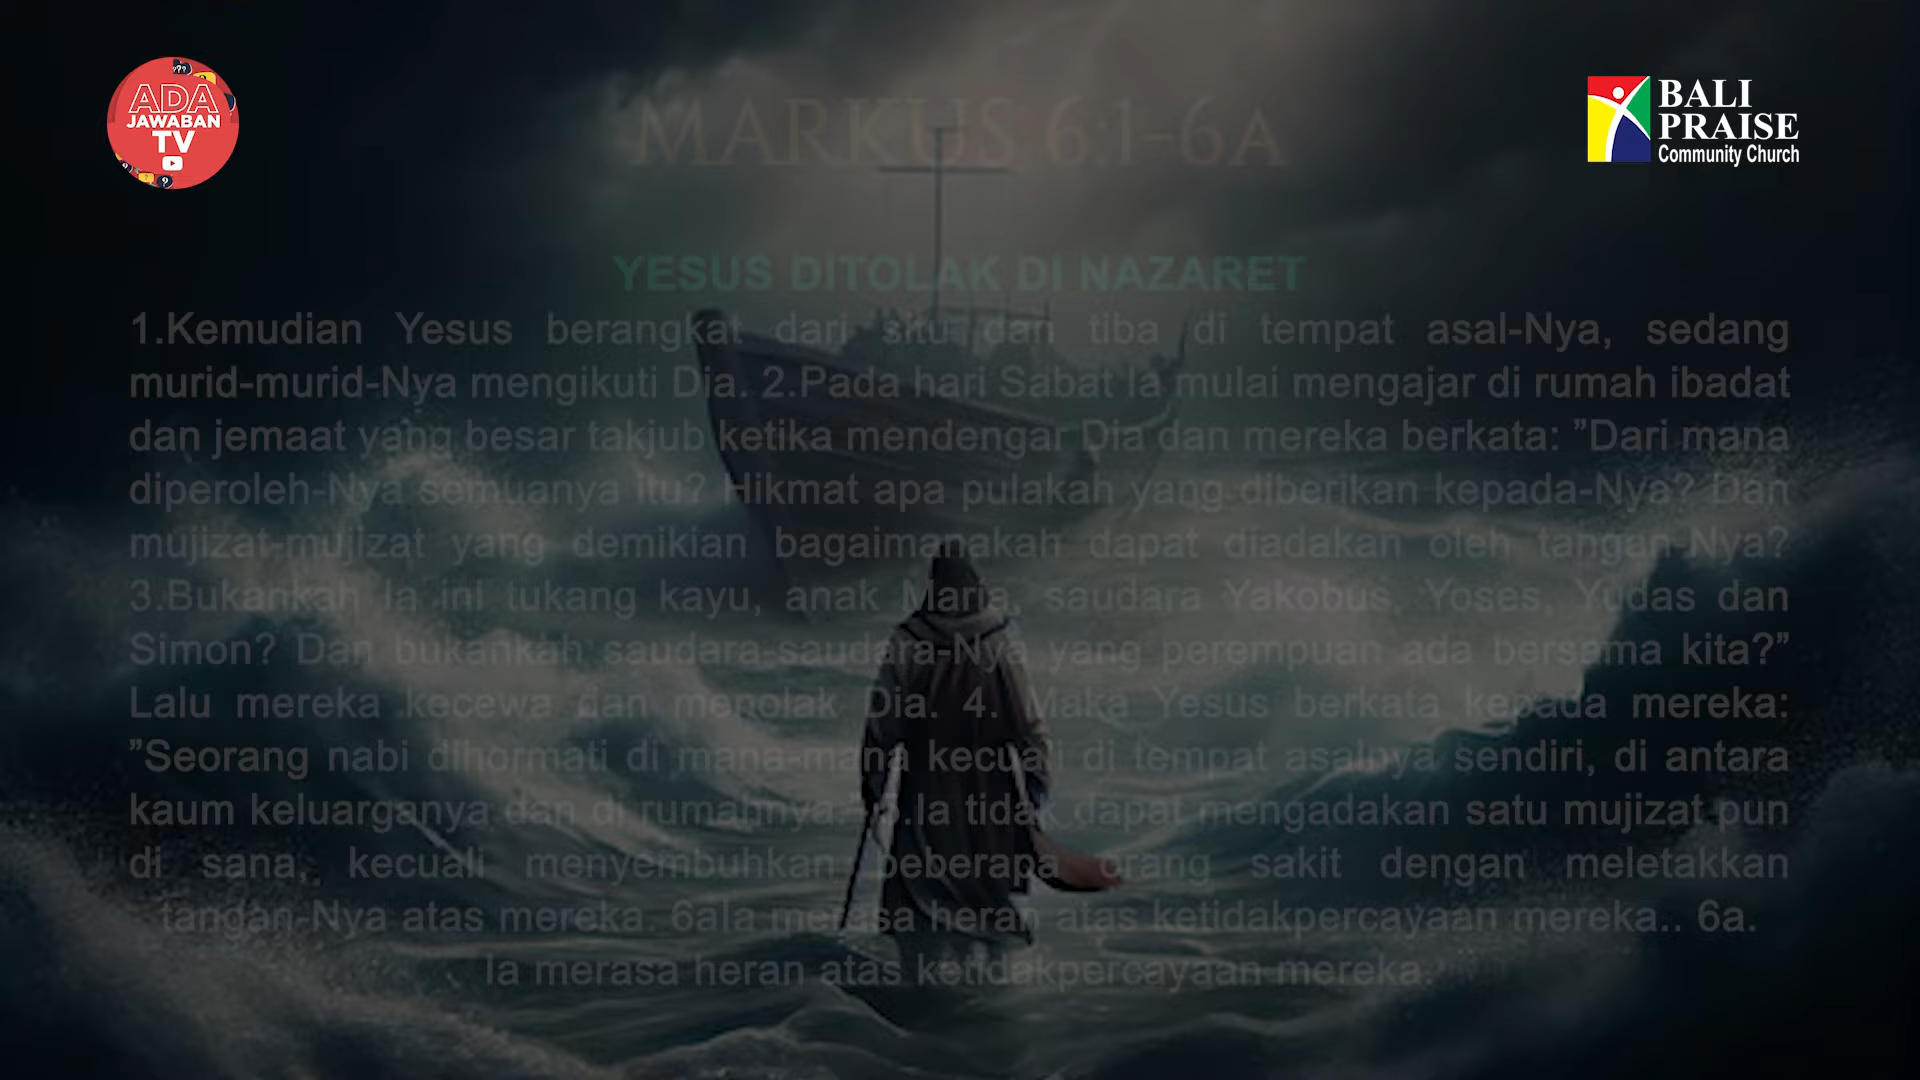 ADA
JAWABAN
TV
BALI
PRAISE
Community Church
MARKUS 6:1-6A
YESUS DITOLAK DI NAZARET
1.Kemudian Yesus berangkat dari situ dan tiba di tempat asal-Nya, sedang
murid-murid-Nya mengikuti Dia. 2.Pada hari Sabat Ia mulai mengajar di rumah ibadat
dan jemaat yang besar takjub ketika mendengar Dia dan mereka berkata: ”Dari mana
diperoleh-Nya semuanya itu? Hikmat apa pulakah yang diberikan kepada-Nya? Dan
mujizat-mujizat yang demikian bagaimanakah dapat diadakan oleh tangan-Nya?
3.Bukankah Ia ini tukang kayu, anak Maria, saudara Yakobus, Yoses, Yudas dan
Simon? Dan bukankah saudara-saudara-Nya yang perempuan ada bersama kita?”
Lalu mereka kecewa dan menolak Dia. 4. Maka Yesus berkata kepada mereka:
”Seorang nabi dihormati di mana-mana kecuali di tempat asalnya sendiri, di antara
kaum keluarganya dan di rumahnya.” 5.Ia tidak dapat mengadakan satu mujizat pun
di sana, kecuali menyembuhkan beberapa orang sakit dengan meletakkan
tangan-Nya atas mereka. 6aIa merasa heran atas ketidakpercayaan mereka.. 6a.
Ia merasa heran atas ketidakpercayaan mereka.